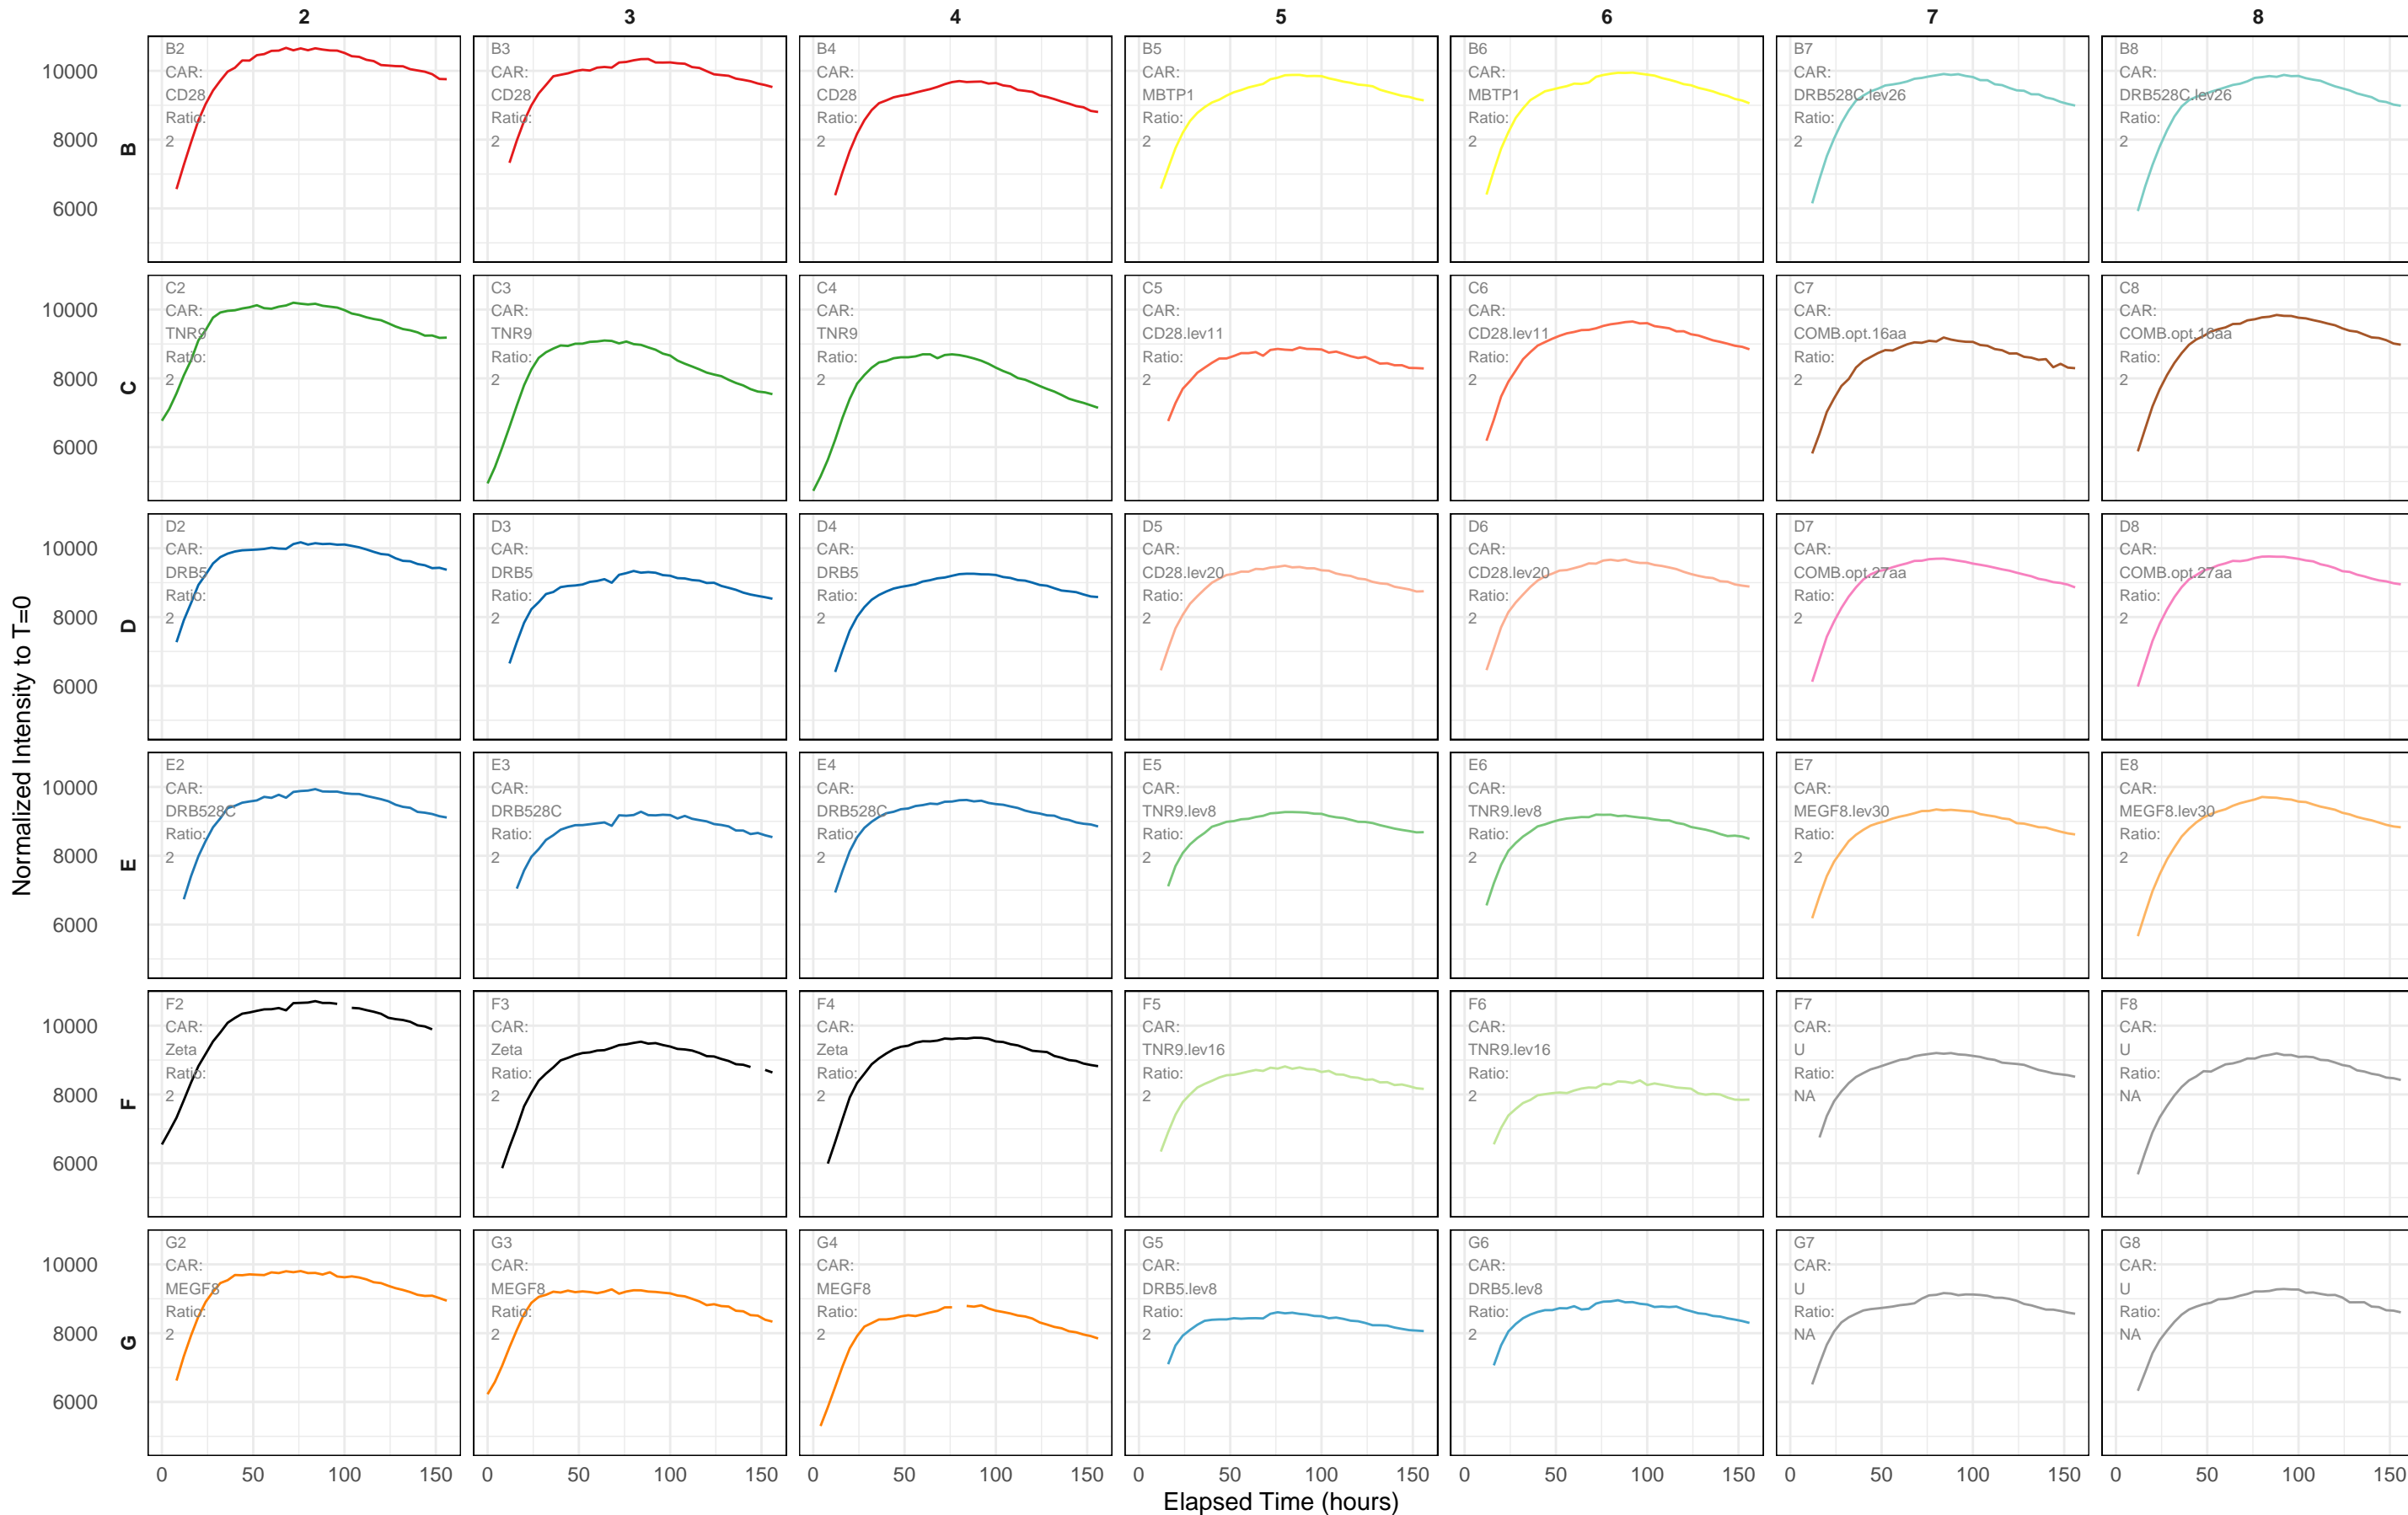 2 3 4 5 6 7 8
Normalized Intensity to T=0
B
10000
8000
6000
B2
CAR:
CD28
Ratio:
2
B3
CAR:
CD28
Ratio:
2
B4
CAR:
CD28
Ratio:
2
B5
CAR:
MBTP1
Ratio:
2
B6
CAR:
MBTP1
Ratio:
2
B7
CAR:
DRB528C.lev26
Ratio:
2
B8
CAR:
DRB528C.lev26
Ratio:
2
C
10000
8000
6000
C2
CAR:
TNR9
Ratio:
2
C3
CAR:
TNR9
Ratio:
2
C4
CAR:
TNR9
Ratio:
2
C5
CAR:
CD28.lev11
Ratio:
2
C6
CAR:
CD28.lev11
Ratio:
2
C7
CAR:
COMB.opt.16aa
Ratio:
2
C8
CAR:
COMB.opt.16aa
Ratio:
2
D
10000
8000
6000
D2
CAR:
DRB5
Ratio:
2
D3
CAR:
DRB5
Ratio:
2
D4
CAR:
DRB5
Ratio:
2
D5
CAR:
CD28.lev20
Ratio:
2
D6
CAR:
CD28.lev20
Ratio:
2
D7
CAR:
COMB.opt.27aa
Ratio:
2
D8
CAR:
COMB.opt.27aa
Ratio:
2
E
10000
8000
6000
E2
CAR:
DRB528C
Ratio:
2
E3
CAR:
DRB528C
Ratio:
2
E4
CAR:
DRB528C
Ratio:
2
E5
CAR:
TNR9.lev8
Ratio:
2
E6
CAR:
TNR9.lev8
Ratio:
2
E7
CAR:
MEGF8.lev30
Ratio:
2
E8
CAR:
MEGF8.lev30
Ratio:
2
F
10000
8000
6000
F2
CAR:
Zeta
Ratio:
2
F3
CAR:
Zeta
Ratio:
2
F4
CAR:
Zeta
Ratio:
2
F5
CAR:
TNR9.lev16
Ratio:
2
F6
CAR:
TNR9.lev16
Ratio:
2
F7
CAR:
U
Ratio:
NA
F8
CAR:
U
Ratio:
NA
G
10000
8000
6000
G2
CAR:
MEGF8
Ratio:
2
G3
CAR:
MEGF8
Ratio:
2
G4
CAR:
MEGF8
Ratio:
2
G5
CAR:
DRB5.lev8
Ratio:
2
G6
CAR:
DRB5.lev8
Ratio:
2
G7
CAR:
U
Ratio:
NA
G8
CAR:
U
Ratio:
NA
0 50 100 150 0 50 100 150 0 50 100 150 0 50 100 150 0 50 100 150 0 50 100 150 0 50 100 150
Elapsed Time (hours)